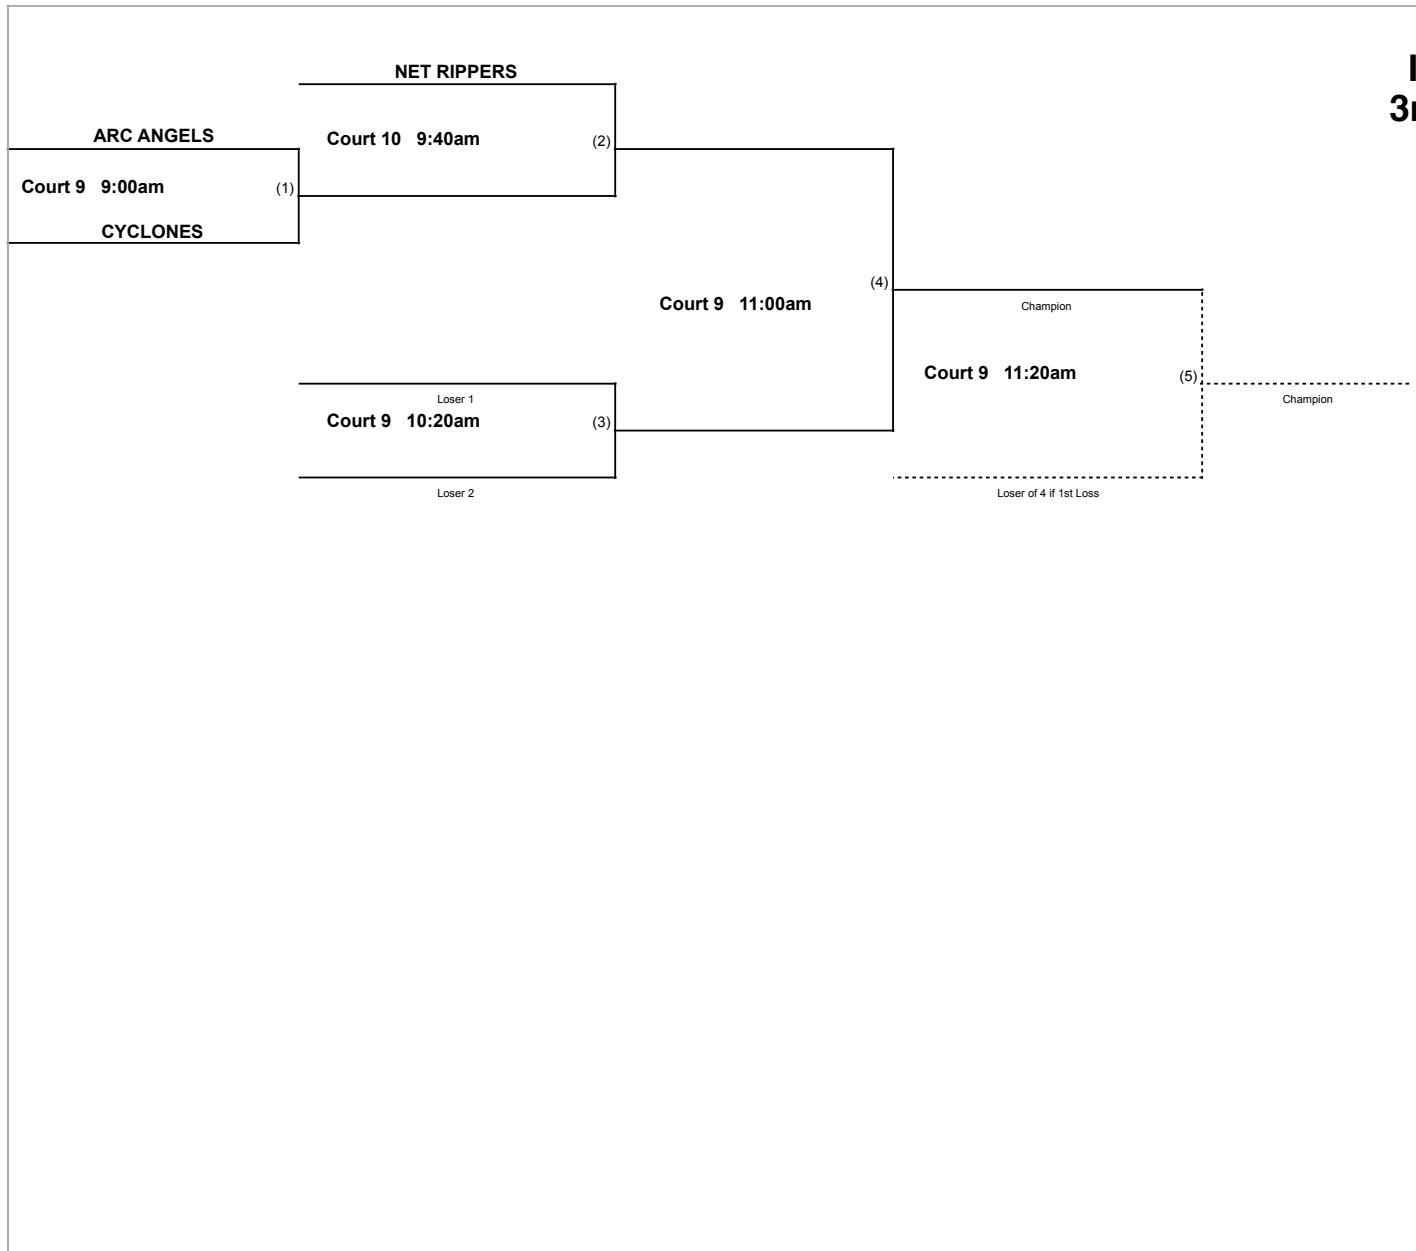 NET RIPPERS
ARC ANGELS
Court 10 9:40am
(2)
Court 9 9:00am
(1)
CYCLONES
(4)
Court 9 11:00am
Champion
Court 9 11:20am
(5)
Loser 1
Champion
Court 9 10:20am
(3)
Loser 2
Loser of 4 if 1st Loss